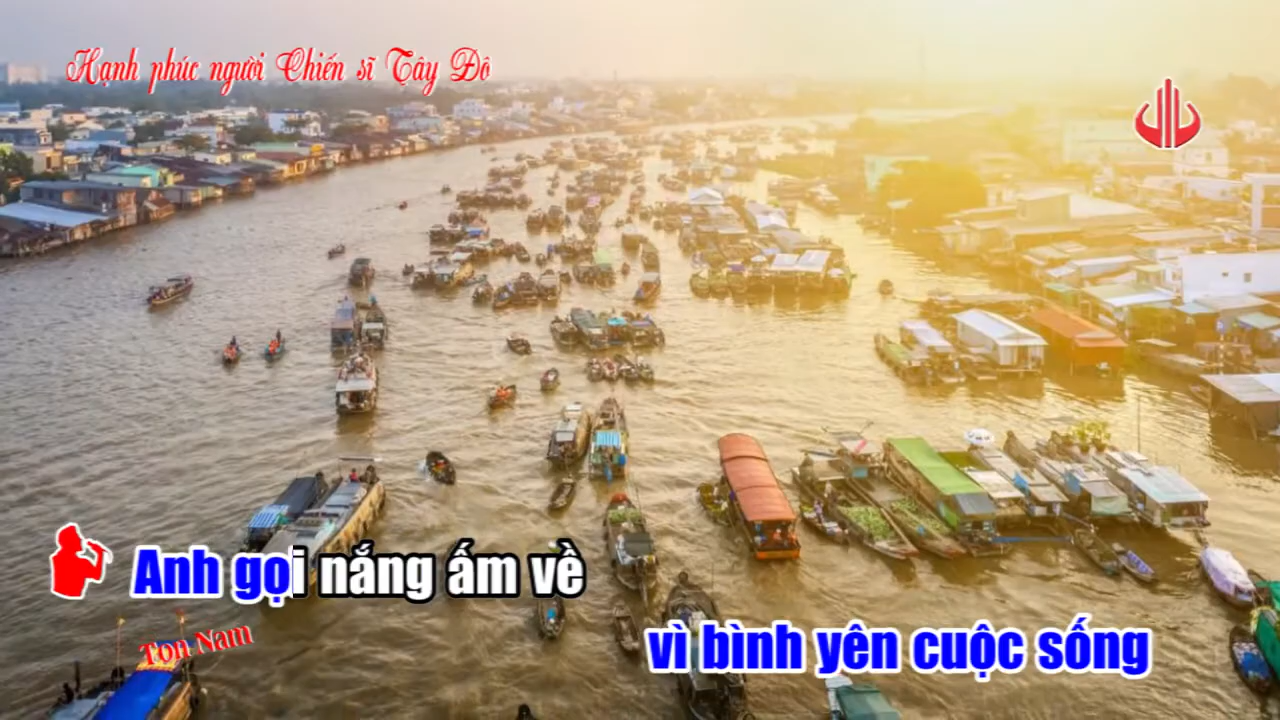 Hạnh phúc người Chiến sĩ Tây Đô
Anh gọi nắng ấm về
Ton Nam
vì bình yên cuộc sống